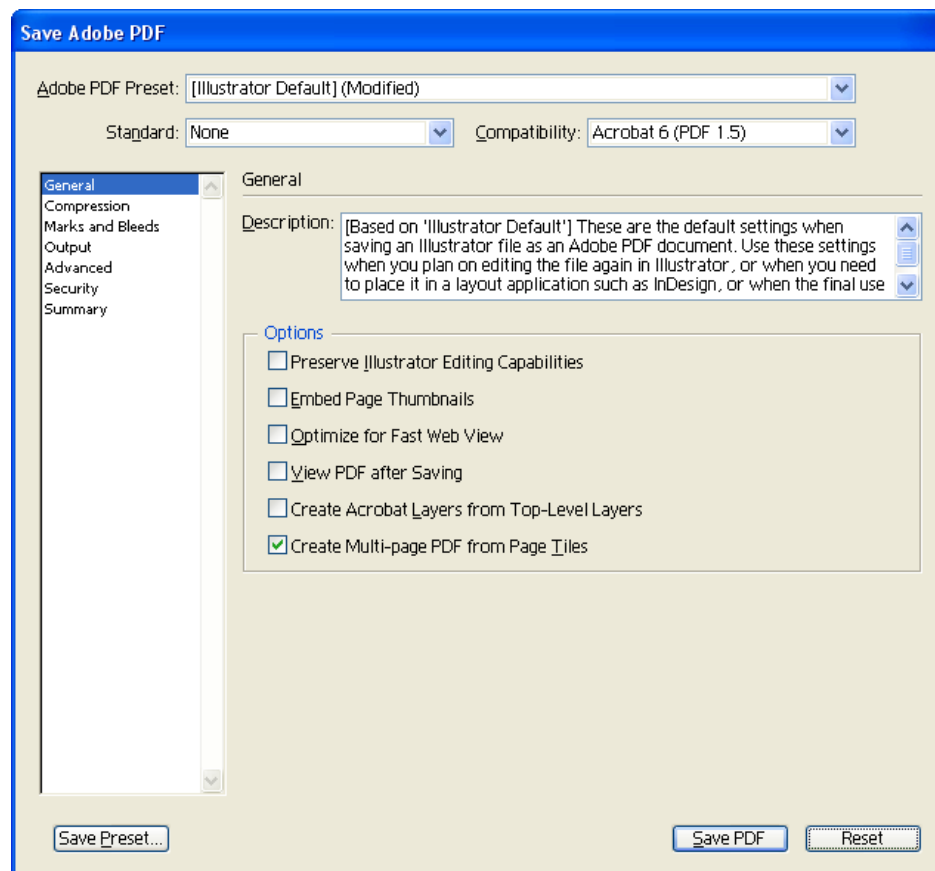 Save Adobe PDF
Adobe PDF Preset: [Illustrator Default] (Modified)
Standard: None Compatibility: Acrobat 6 (PDF 1.5)
General
Compression
Marks and Bleeds
Output
Advanced
Security
Summary
General
Description: [Based on 'Illustrator Default'] These are the default settings when
saving an Illustrator file as an Adobe PDF document. Use these settings
when you plan on editing the file again in Illustrator, or when you need
to place it in a layout application such as InDesign, or when the final use
Options
Preserve Illustrator Editing Capabilities
Embed Page Thumbnails
Optimize for Fast Web View
View PDF after Saving
Create Acrobat Layers from Top-Level Layers
Create Multi-page PDF from Page Tiles
Save Preset... Save PDF Reset